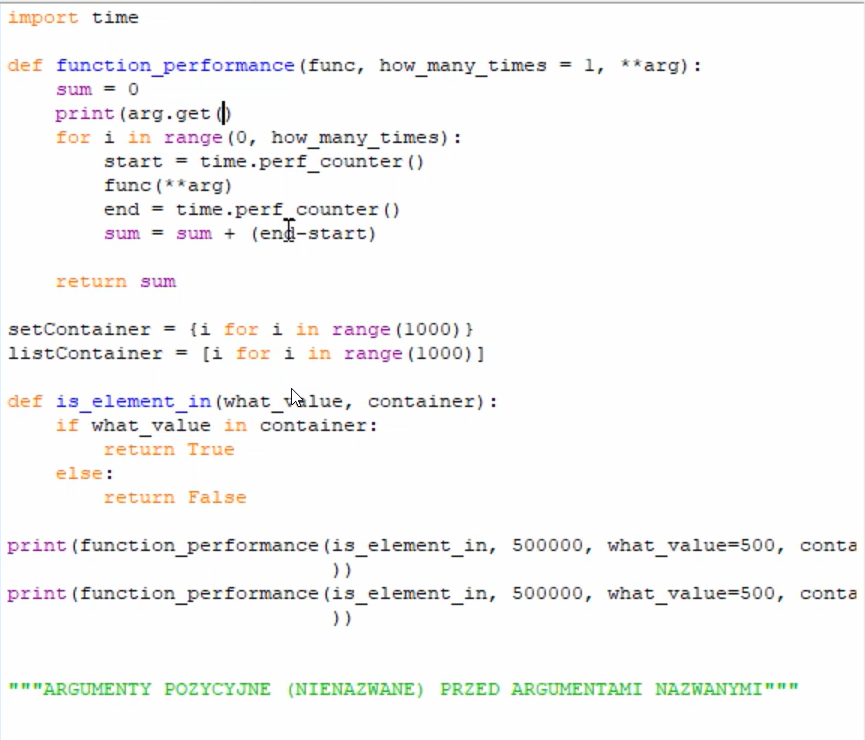 import time
def function_performance(func, how_many_times = 1, **arg):
    sum = 0
    print(arg.get()
    for i in range(0, how_many_times):
        start = time.perf_counter()
        func(**arg)
        end = time.perf_counter()
        sum = sum + (end-start)
    return sum
setContainer = {i for i in range(1000)}
listContainer = [i for i in range(1000)]
def is_element_in(what_value, container):
    if what_value in container:
        return True
    else:
        return False
print(function_performance(is_element_in, 500000, what_value=500, conta
                           ))
print(function_performance(is_element_in, 500000, what_value=500, conta
                           ))
"""ARGUMENTY POZYCYJNE (NIENAZWANE) PRZED ARGUMENTAMI NAZWANYMI"""